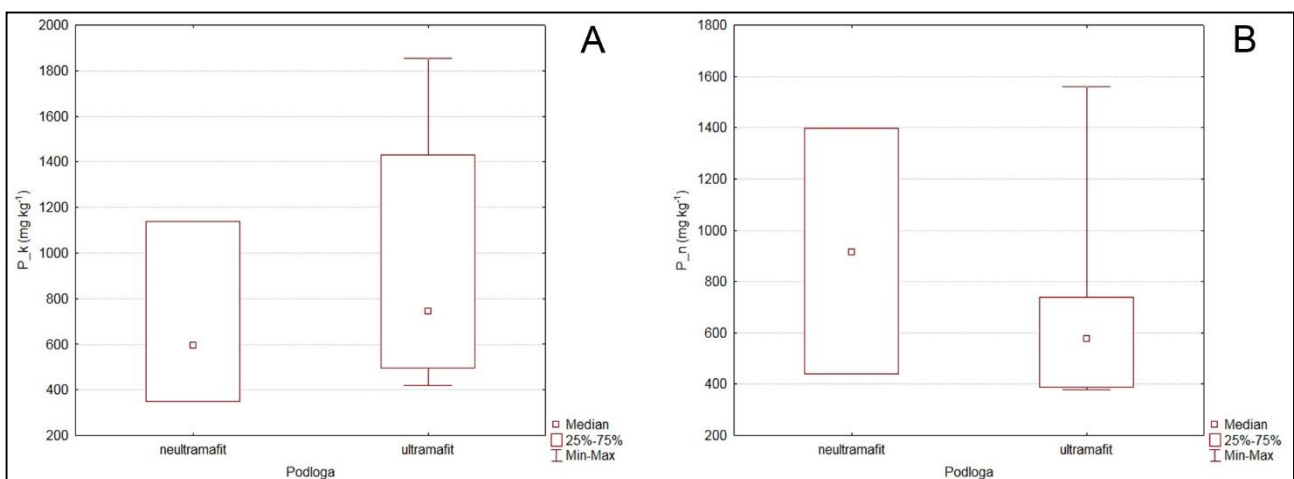 A
2000
1800
1600
1400
1200
1000
800
600
400
200
P_k (mg kg⁻¹)
neultramafit ultramafit
Podloga
Median
25%-75%
Min-Max
B
1800
1600
1400
1200
1000
800
600
400
200
P_n (mg kg⁻¹)
neultramafit ultramafit
Podloga
Median
25%-75%
Min-Max